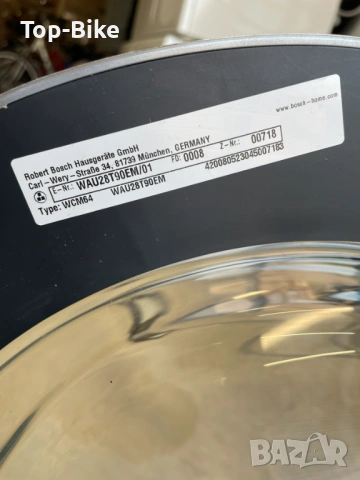 Top-Bike
www.bosch-home.com
Robert Bosch Hausgeräte GmbH
Carl-Wery-Straße 34, 81739 München, GERMANY
E-Nr.: WAU28T90EM/01 FD: 0008 Z-Nr.: 00718
Type: WCM64 WAU28T90EM 420080523045007183
BAZAR